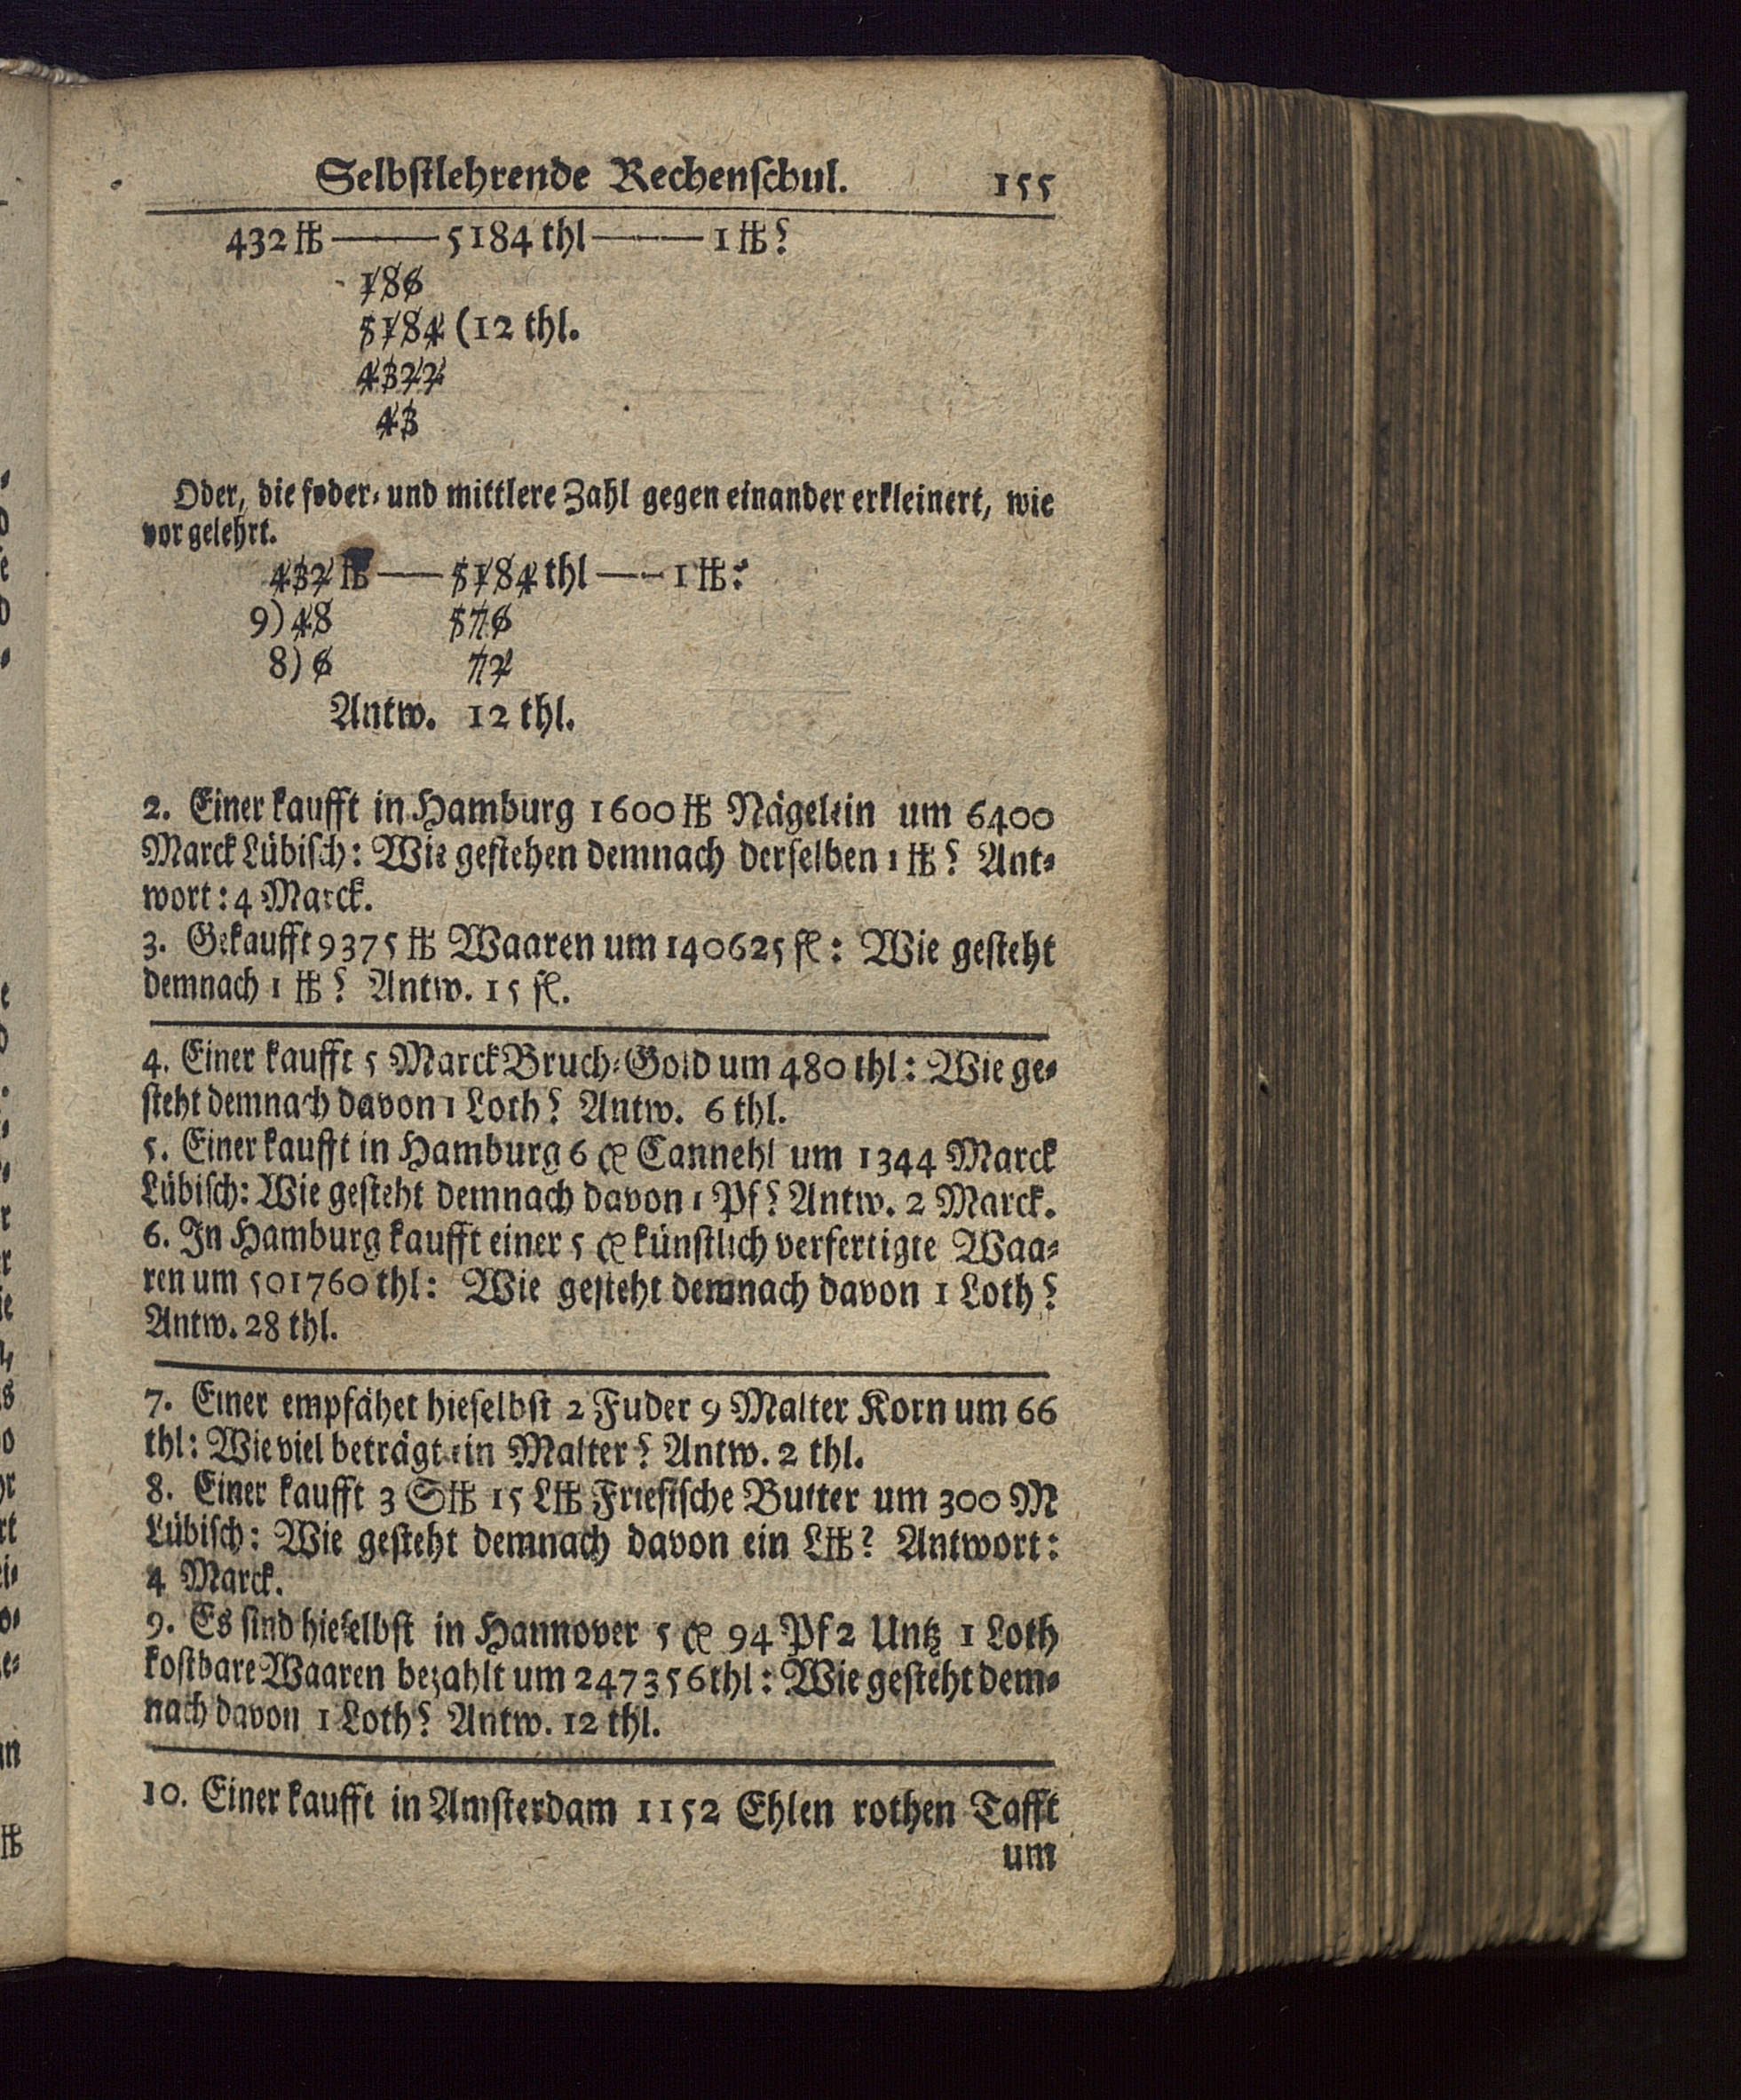 Selbstlehrende Rechenschul. 155
432 ℔ —— 5184 thl —— 1 ℔?
186
5184 (12 thl.
4322
43
Oder, die foder- und mittlere Zahl gegen einander erkleinert, wie
vor gelehrt.
432 ℔ —— 5184 thl —— 1 ℔:
9) 48 576
8) 6 72
Antw. 12 thl.
2. Einer kaufft in Hamburg 1600 ℔ Nägelein um 6400
Marck Lübisch: Wie gestehen demnach derselben 1 ℔? Ant-
wort: 4 Marck.
3. Gekaufft 9375 ℔ Waaren um 140625 fl: Wie gesteht
demnach 1 ℔? Antw. 15 fl.
4. Einer kaufft 5 Marck Bruch-Gold um 480 thl: Wie ge-
steht demnach davon 1 Loth? Antw. 6 thl.
5. Einer kaufft in Hamburg 6 Cannehl um 1344 Marck
Lübisch: Wie gesteht demnach davon 1 Pf? Antw. 2 Marck.
6. In Hamburg kaufft einer 5 künstlich verfertigte Waa-
ren um 501760 thl: Wie gesteht demnach davon 1 Loth?
Antw. 28 thl.
7. Einer empfähet hieselbst 2 Fuder 9 Malter Korn um 66
thl: Wie viel beträgt ein Malter? Antw. 2 thl.
8. Einer kaufft 3 S℔ 15 L℔ Friesische Butter um 300 M
Lübisch: Wie gesteht demnach davon ein L℔? Antwort:
4 Marck.
9. Es sind hieselbst in Hannover 5 94 Pf 2 Untz 1 Loth
kostbare Waaren bezahlt um 247356 thl: Wie gesteht dem-
nach davon 1 Loth? Antw. 12 thl.
10. Einer kaufft in Amsterdam 1152 Ehlen rothen Tafft
um